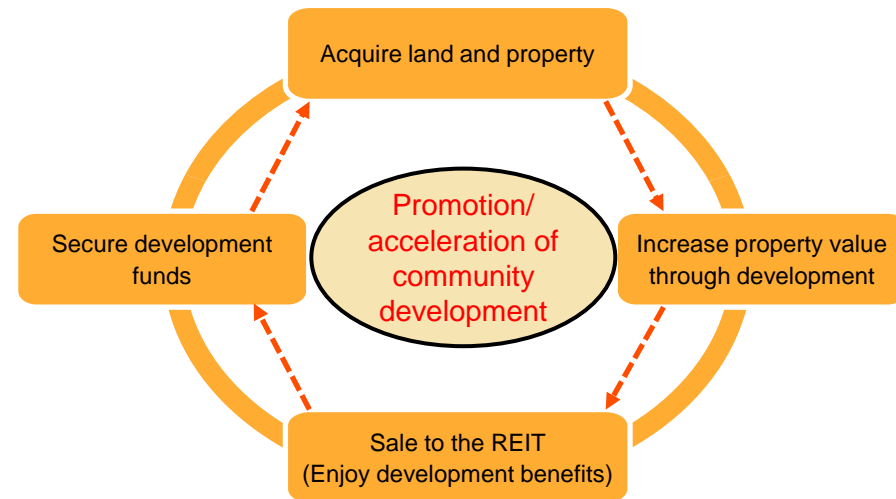 Acquire land and property
Promotion/
acceleration of
community
development
Secure development
funds
Increase property value
through development
Sale to the REIT
(Enjoy development benefits)